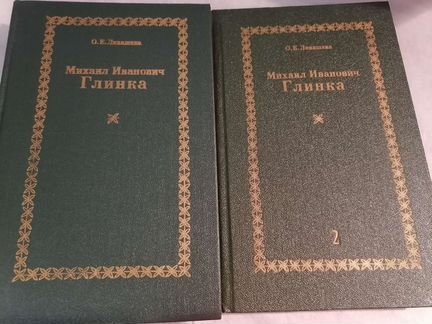 О. Е. Левашева
Михаил Иванович
Глинка
О. Е. Левашева
Михаил Иванович
Глинка
2